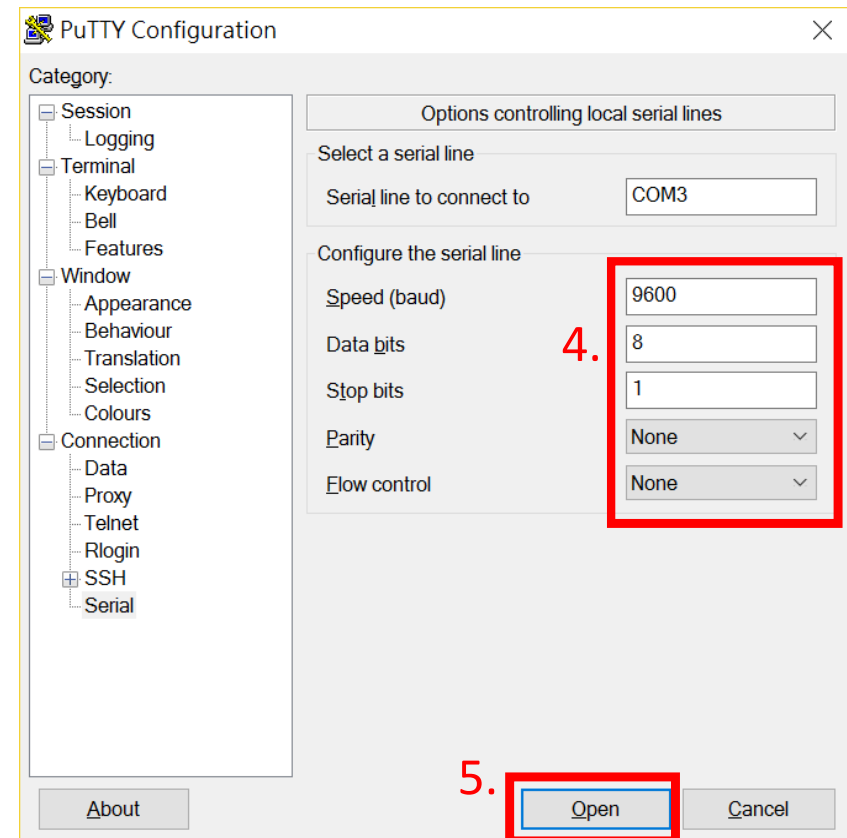 PuTTY Configuration
Category:
Session
Logging
Terminal
Keyboard
Bell
Features
Window
Appearance
Behaviour
Translation
Selection
Colours
Connection
Data
Proxy
Telnet
Rlogin
SSH
Serial
Options controlling local serial lines
Select a serial line
Serial line to connect to COM3
Configure the serial line
Speed (baud) 9600
4.
Data bits 8
Stop bits 1
Parity None
Flow control None
5.
About Open Cancel